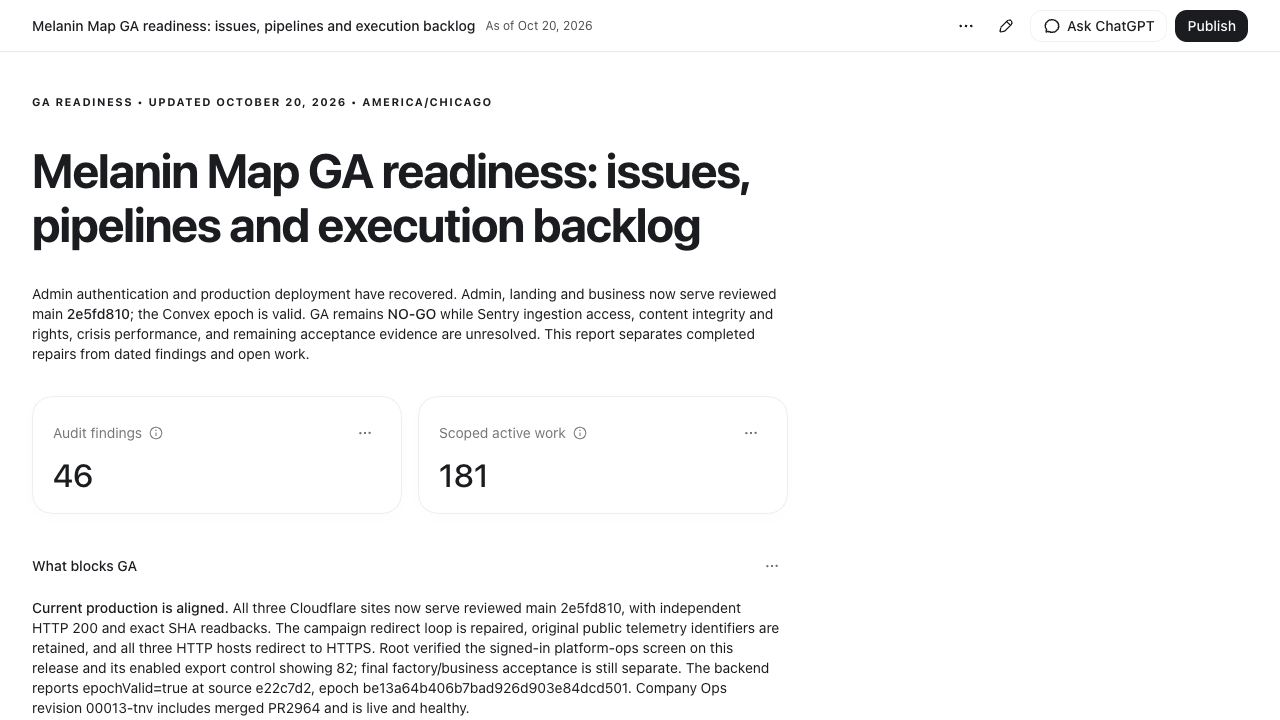 Melanin Map GA readiness: issues, pipelines and execution backlog As of Oct 20, 2026
Ask ChatGPT
Publish
GA READINESS • UPDATED OCTOBER 20, 2026 • AMERICA/CHICAGO
Melanin Map GA readiness: issues,
pipelines and execution backlog
Admin authentication and production deployment have recovered. Admin, landing and business now serve reviewed
main 2e5fd810; the Convex epoch is valid. GA remains NO-GO while Sentry ingestion access, content integrity and
rights, crisis performance, and remaining acceptance evidence are unresolved. This report separates completed
repairs from dated findings and open work.
Audit findings
46
Scoped active work
181
What blocks GA
Current production is aligned. All three Cloudflare sites now serve reviewed main 2e5fd810, with independent
HTTP 200 and exact SHA readbacks. The campaign redirect loop is repaired, original public telemetry identifiers are
retained, and all three HTTP hosts redirect to HTTPS. Root verified the signed-in platform-ops screen on this
release and its enabled export control showing 82; final factory/business acceptance is still separate. The backend
reports epochValid=true at source e22c7d2, epoch be13a64b406b7bad926d903e84dcd501. Company Ops
revision 00013-tnv includes merged PR2964 and is live and healthy.